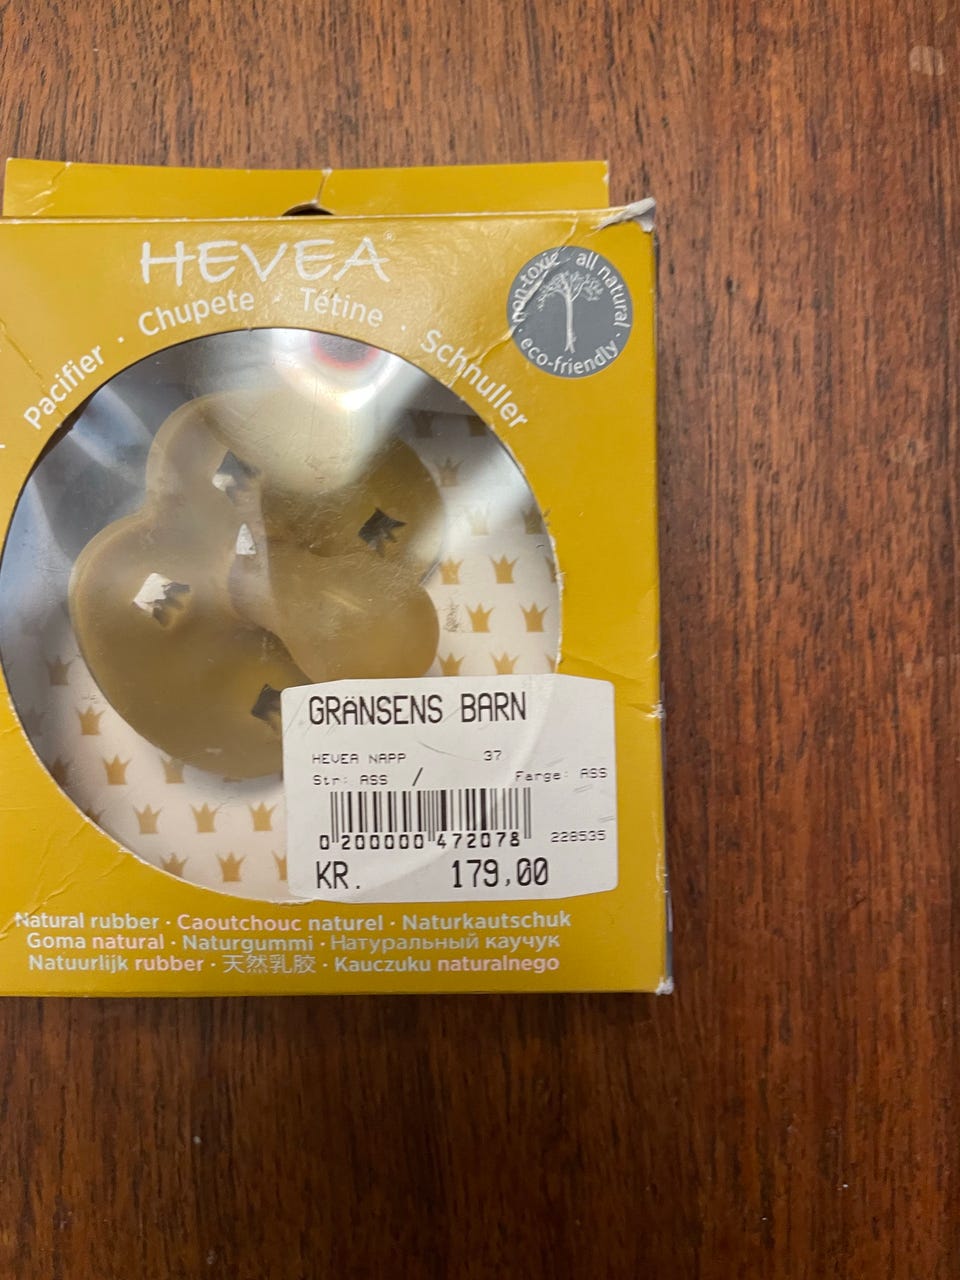 HEVEA®
Pacifier · Chupete · Tétine · Schnuller
non-toxic · all natural · eco-friendly ·
GRÄNSENS BARN
HEVEA NAPP 37
Str: ASS / Farge: ASS
0 200000 472078 228535
KR. 179,00
Natural rubber · Caoutchouc naturel · Naturkautschuk
Goma natural · Naturgummi · Натуральный каучук
Natuurlijk rubber · 天然乳胶 · Kauczuku naturalnego